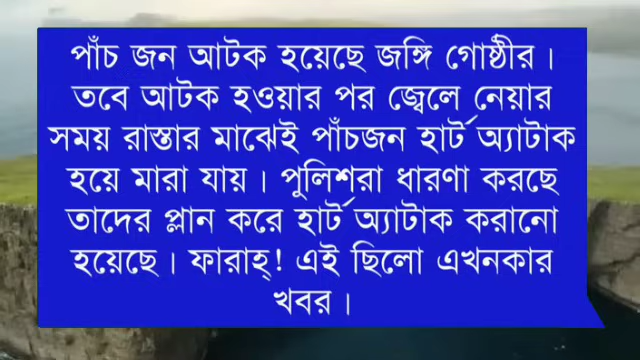 পাঁচ জন আটক হয়েছে জঙ্গি গোষ্ঠীর।
তবে আটক হওয়ার পর জ্বেলে নেয়ার
সময় রাস্তার মাঝেই পাঁচজন হার্ট অ্যাটাক
হয়ে মারা যায়। পুলিশরা ধারণা করছে
তাদের প্লান করে হার্ট অ্যাটাক করানো
হয়েছে। ফারাহ্! এই ছিলো এখনকার
খবর।